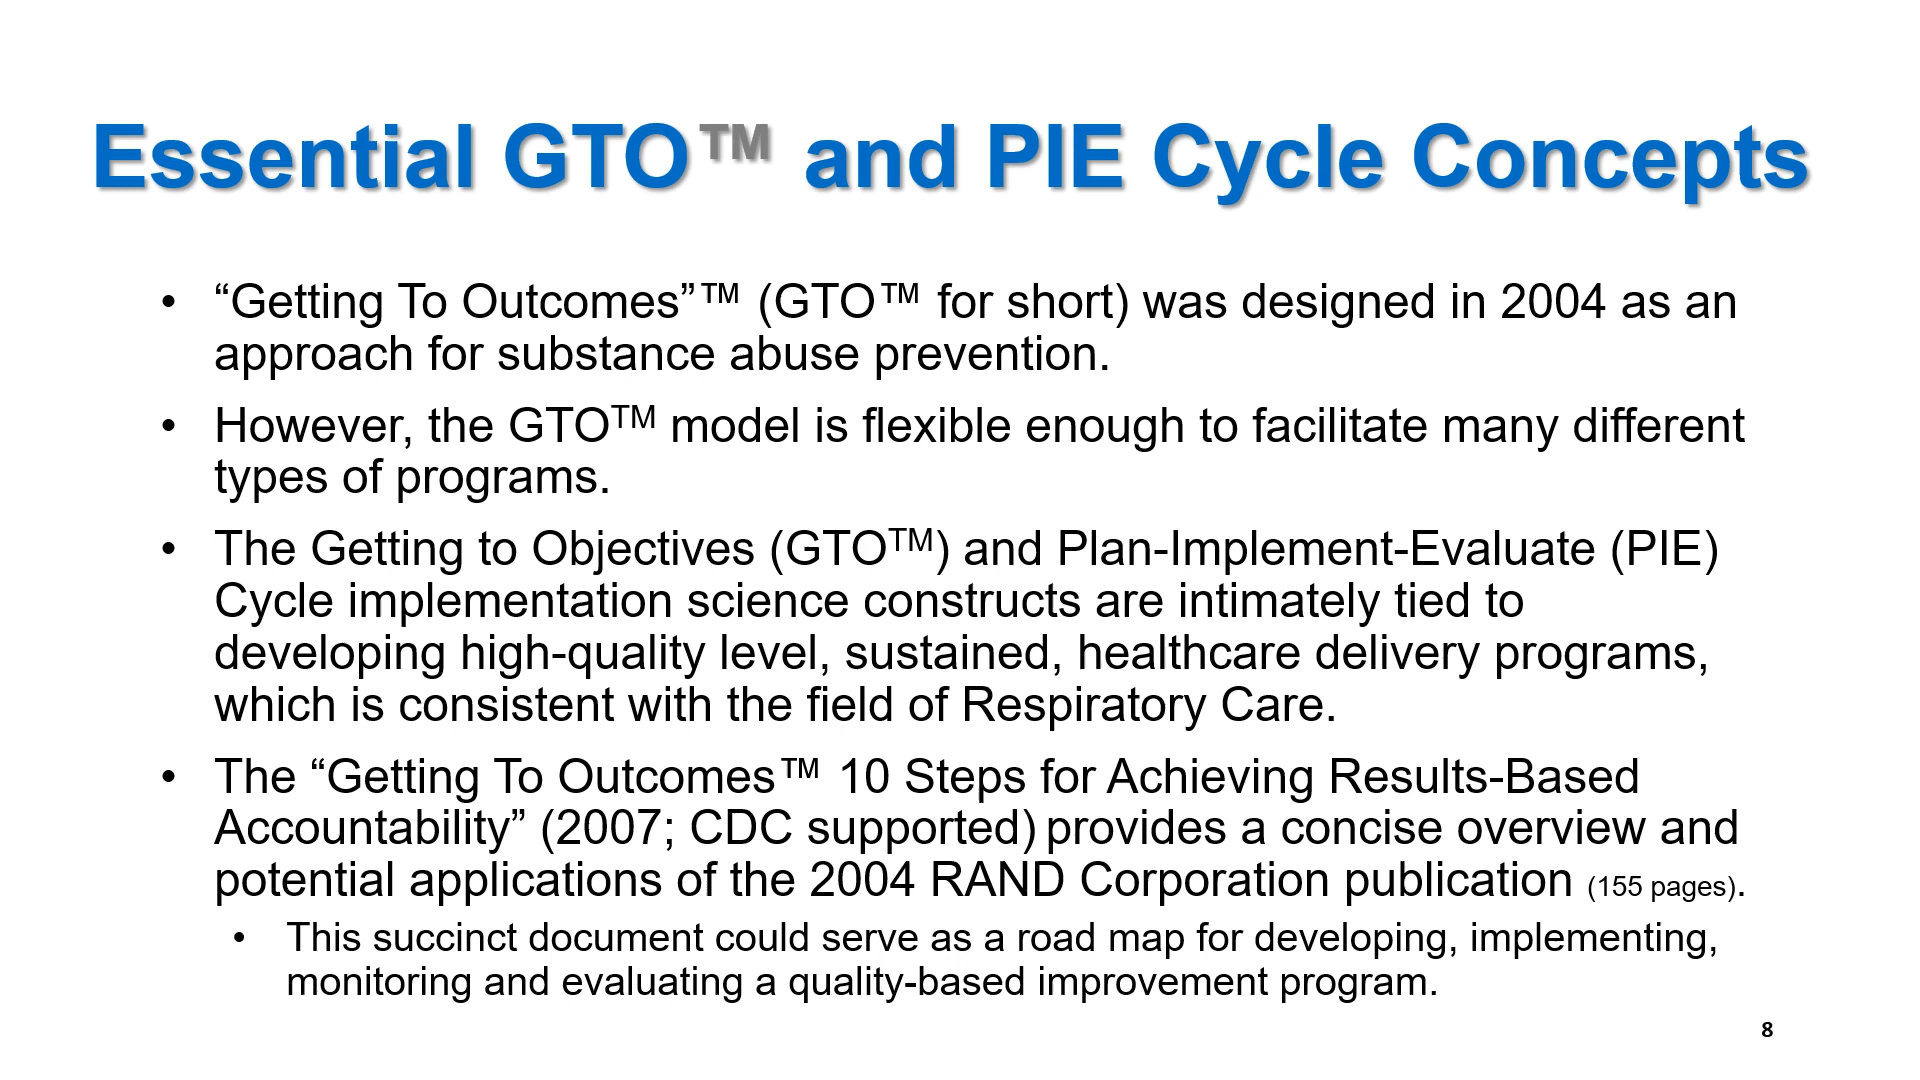 Essential GTO™ and PIE Cycle Concepts
• “Getting To Outcomes”™ (GTO™ for short) was designed in 2004 as an
approach for substance abuse prevention.
• However, the GTO™ model is flexible enough to facilitate many different
types of programs.
• The Getting to Objectives (GTO™) and Plan-Implement-Evaluate (PIE)
Cycle implementation science constructs are intimately tied to
developing high-quality level, sustained, healthcare delivery programs,
which is consistent with the field of Respiratory Care.
• The “Getting To Outcomes™ 10 Steps for Achieving Results-Based
Accountability” (2007; CDC supported) provides a concise overview and
potential applications of the 2004 RAND Corporation publication (155 pages).
• This succinct document could serve as a road map for developing, implementing,
monitoring and evaluating a quality-based improvement program.
8